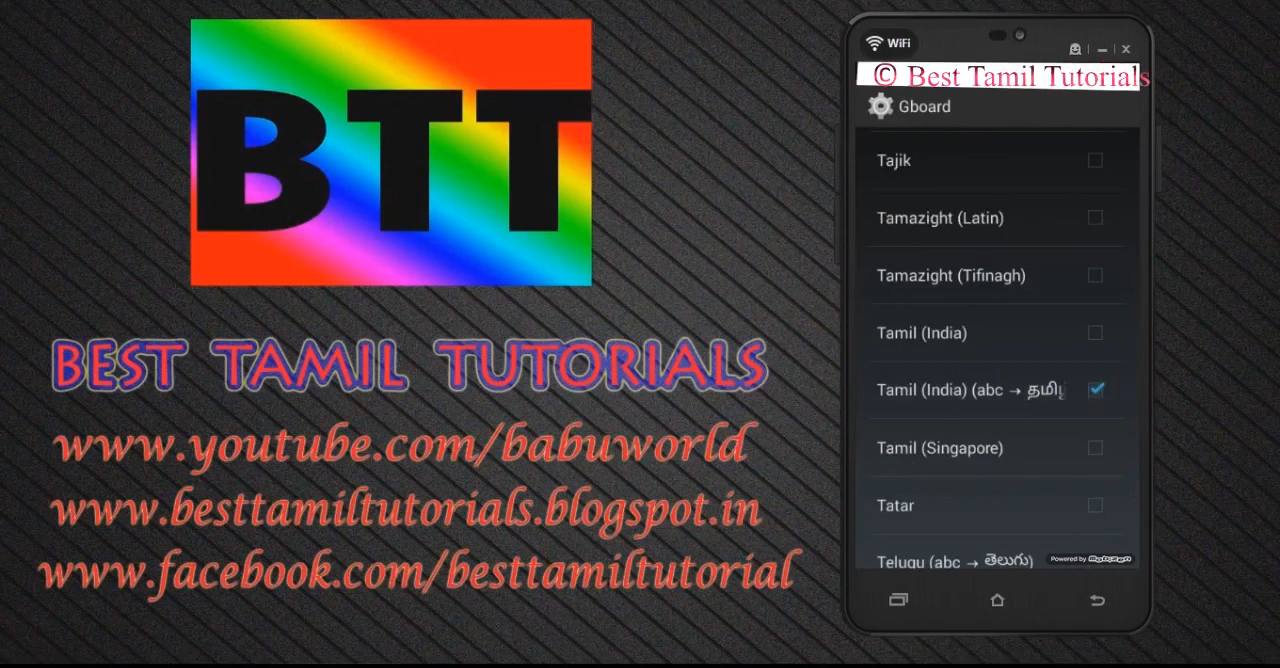 BTT
BEST TAMIL TUTORIALS
www.youtube.com/babuworld
www.besttamiltutorials.blogspot.in
www.facebook.com/besttamiltutorial
WiFi
© Best Tamil Tutorials
Gboard
Tajik
Tamazight (Latin)
Tamazight (Tifinagh)
Tamil (India)
Tamil (India) (abc → தமி
Tamil (Singapore)
Tatar
Telugu (abc → తెలుగు)
Powered by Mobizen